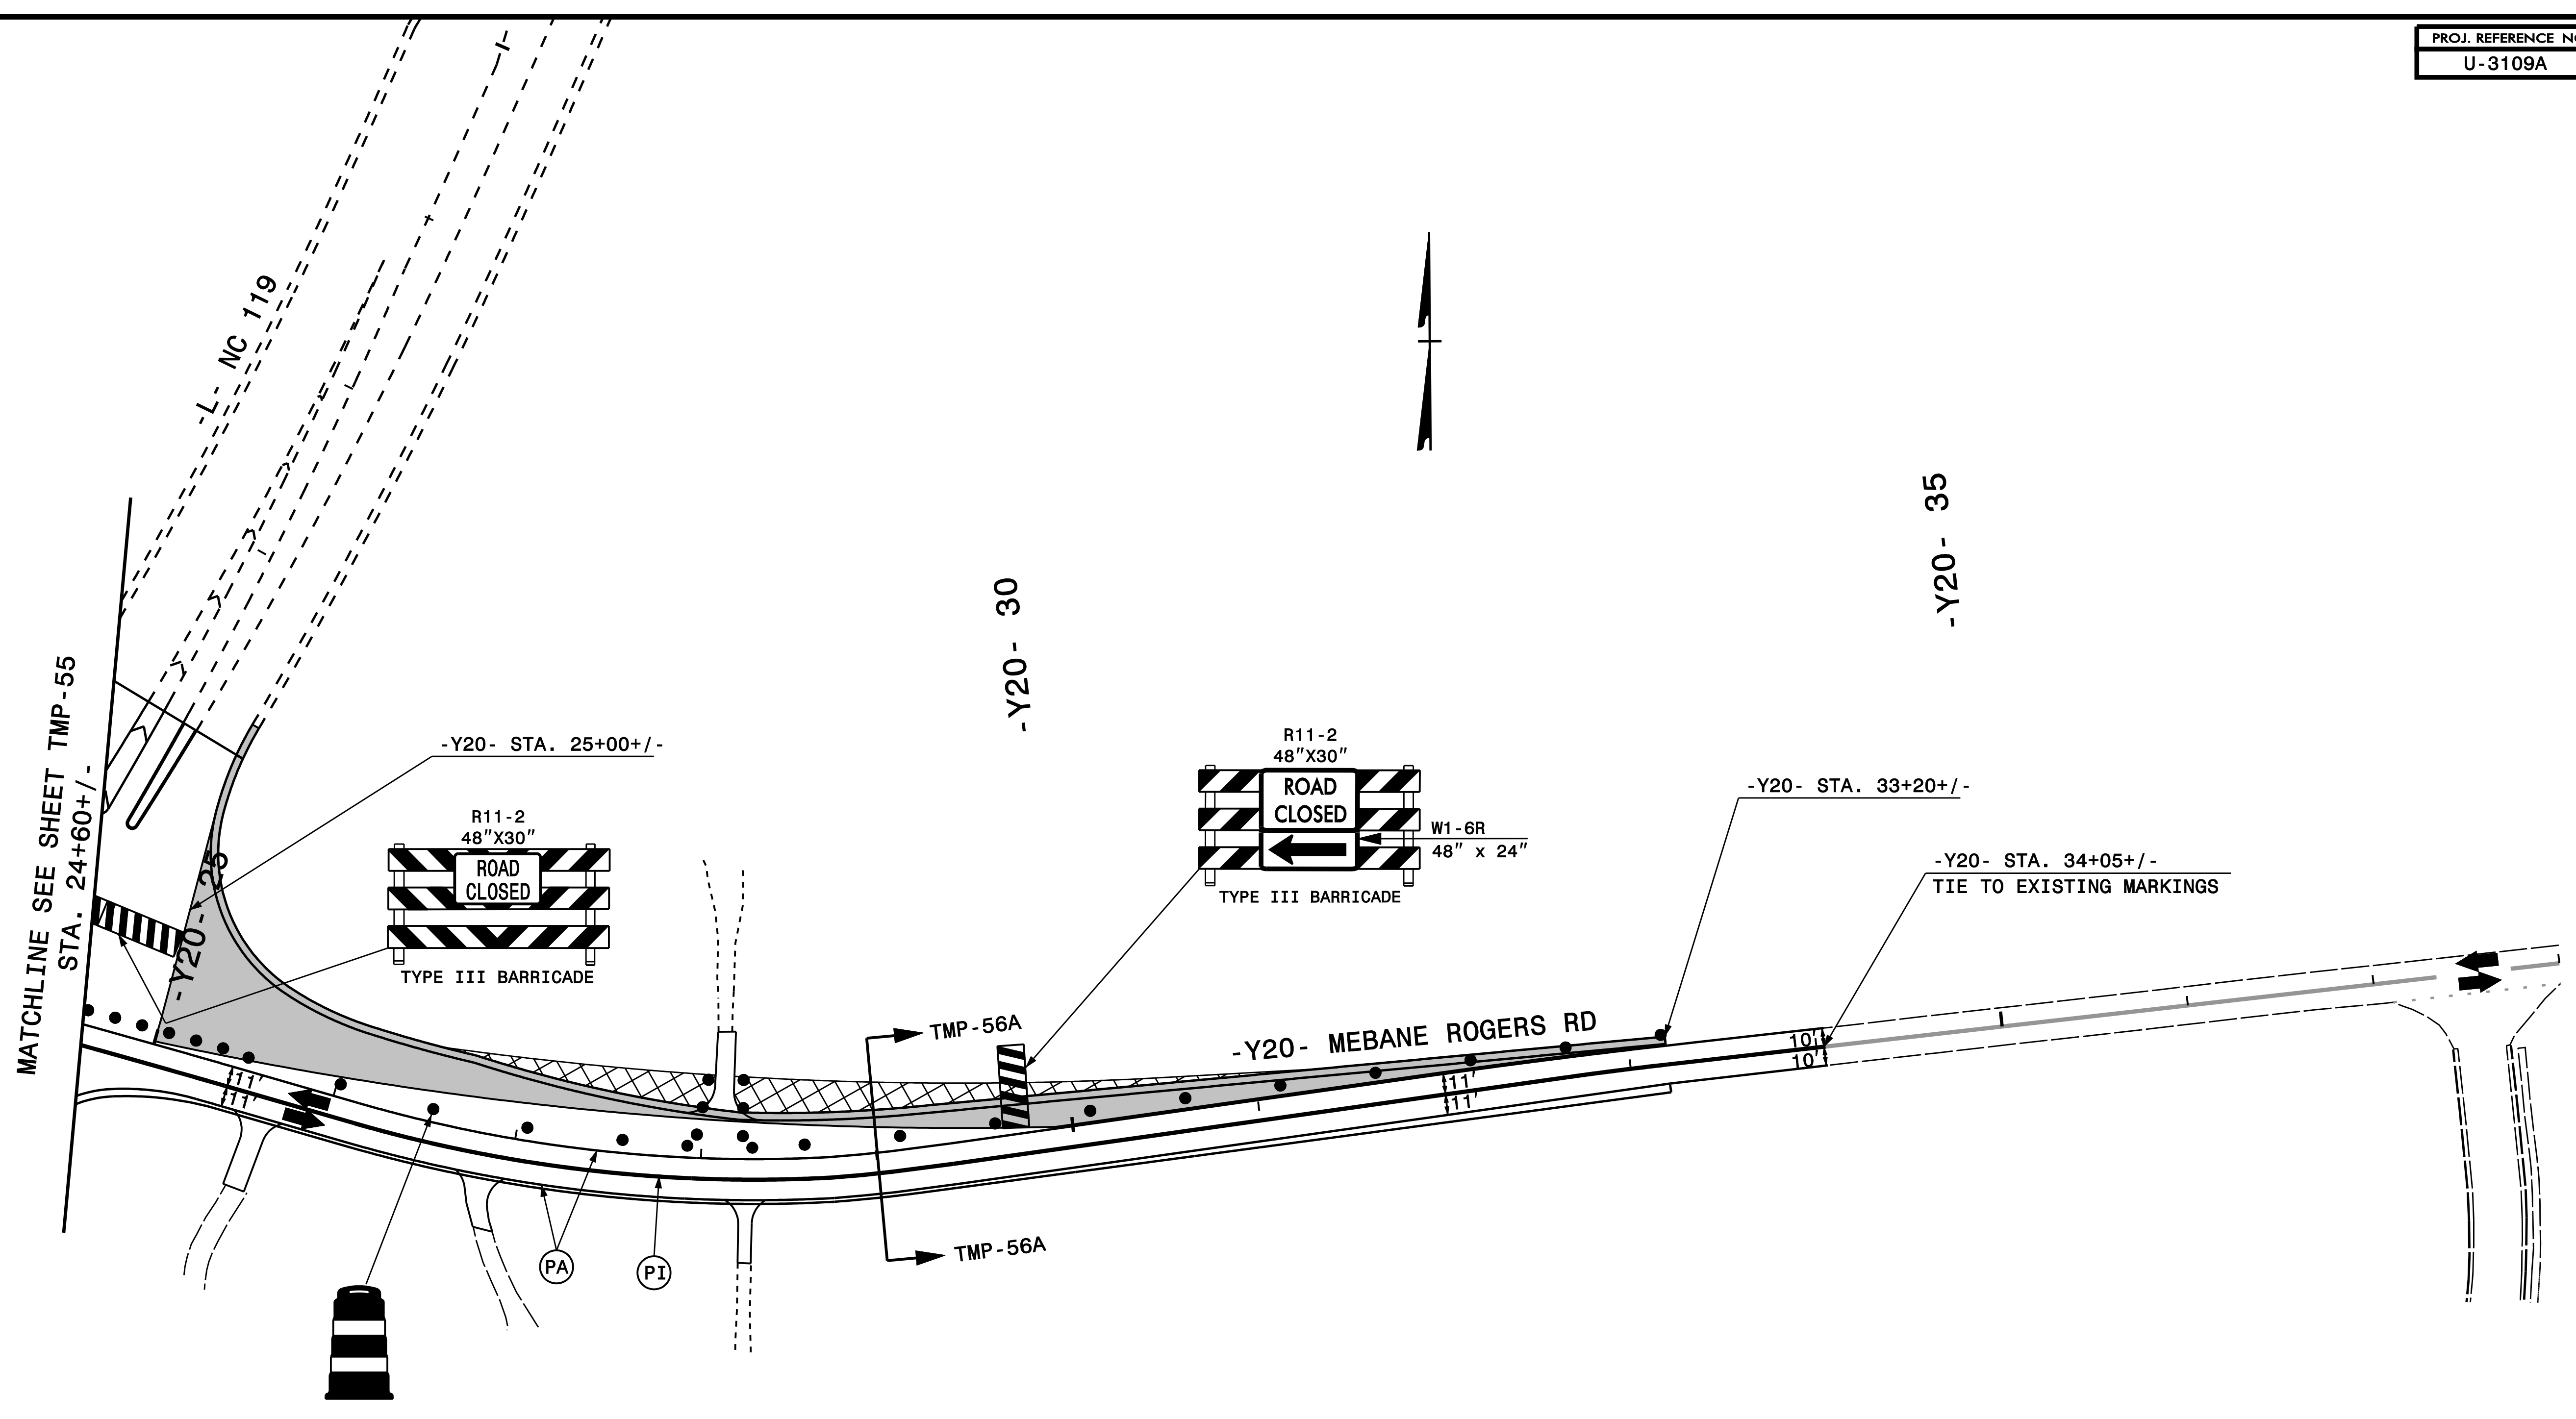 PROJ. REFERENCE NO
U-3109A
-L- NC 119
-Y20- 35
-Y20- 30
MATCHLINE SEE SHEET TMP-55
STA. 24+60+/-
-Y20- STA. 25+00+/-
-Y20- 25
R11-2
48"X30"
ROAD
CLOSED
TYPE III BARRICADE
R11-2
48"X30"
ROAD
CLOSED
W1-6R
48" x 24"
TYPE III BARRICADE
-Y20- STA. 33+20+/-
-Y20- STA. 34+05+/-
TIE TO EXISTING MARKINGS
TMP-56A
-Y20- MEBANE ROGERS RD
10'
10'
11'
11'
11'
11'
TMP-56A
PA
PI